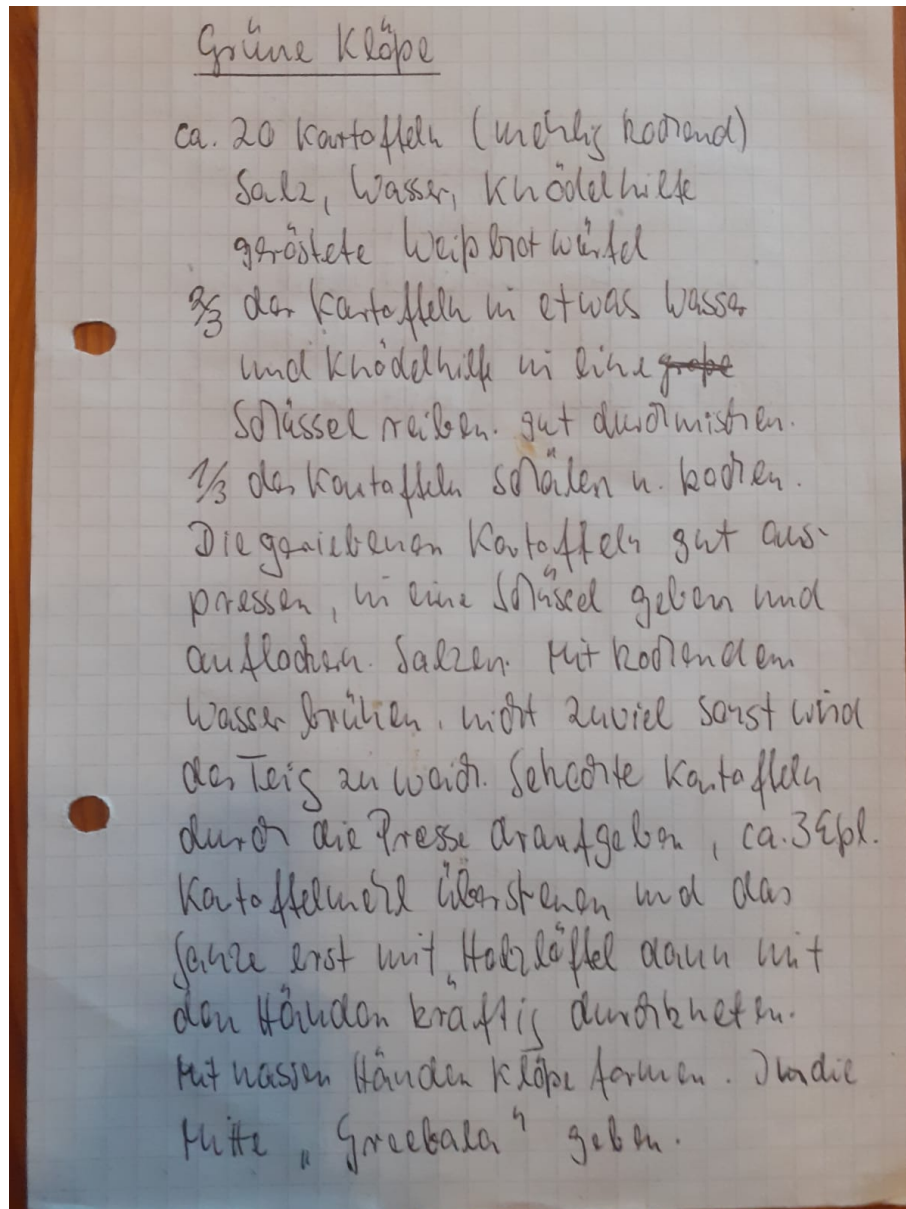 Grüne Klöße
ca. 20 Kartoffeln (mehlig kochend)
Salz, Wasser, Knödelhilfe
geröstete Weißbrotwürfel
2/3 der Kartoffeln in etwas Wasser
und Knödelhilfe in eine große
Schüssel reiben. gut durchmischen.
1/3 der Kartoffeln schälen u. kochen.
Die geriebenen Kartoffeln gut aus-
pressen, in eine Schüssel geben und
auflockern. Salzen. Mit kochendem
Wasser brühen, nicht zuviel sonst wird
der Teig zu weich. Gekochte Kartoffeln
durch die Presse draufgeben, ca. 3 Eßl.
Kartoffelmehl überstreuen und das
Ganze erst mit Holzlöffel dann mit
den Händen kräftig durchkneten.
Mit nassen Händen Klöße formen. In die
Mitte „Greebala" geben.